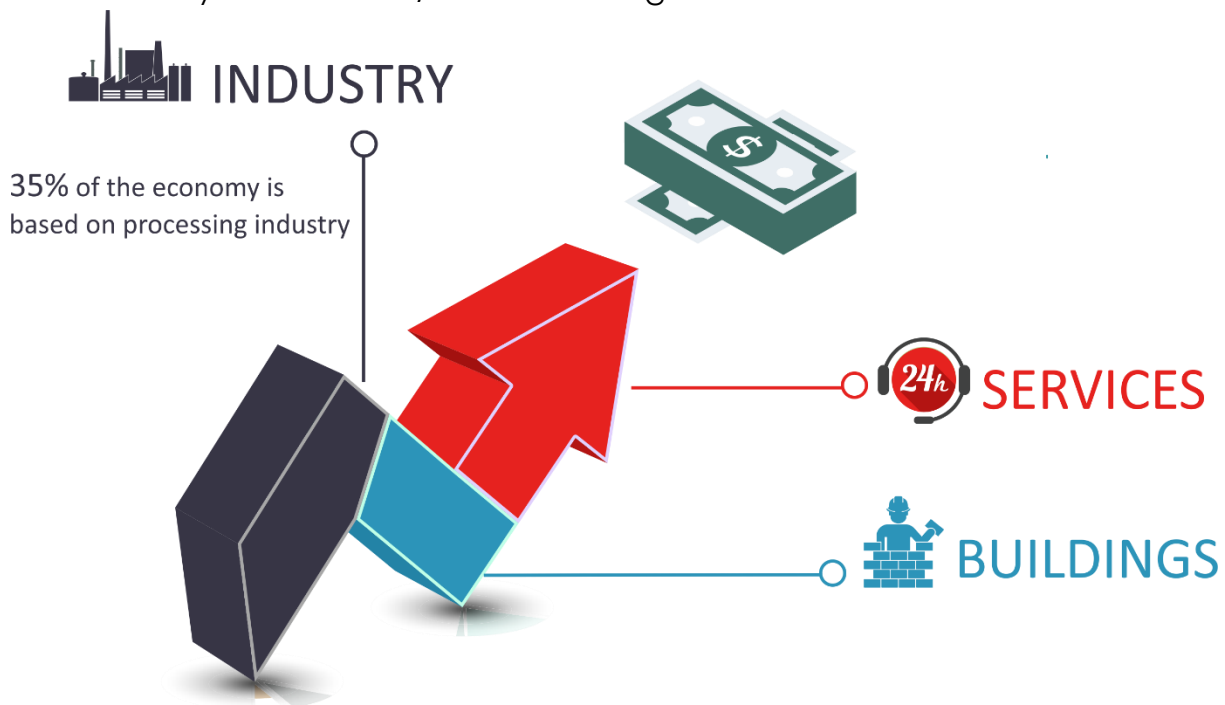 INDUSTRY
35% of the economy is
based on processing industry
$
24h
SERVICES
BUILDINGS